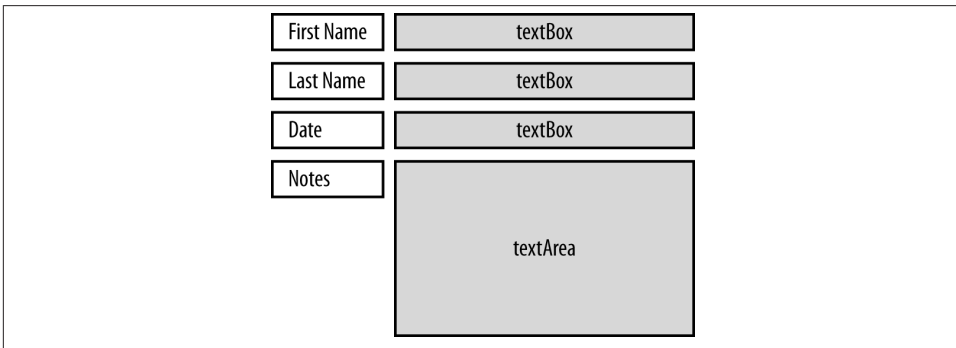 First Name textBox
Last Name textBox
Date textBox
Notes
textArea